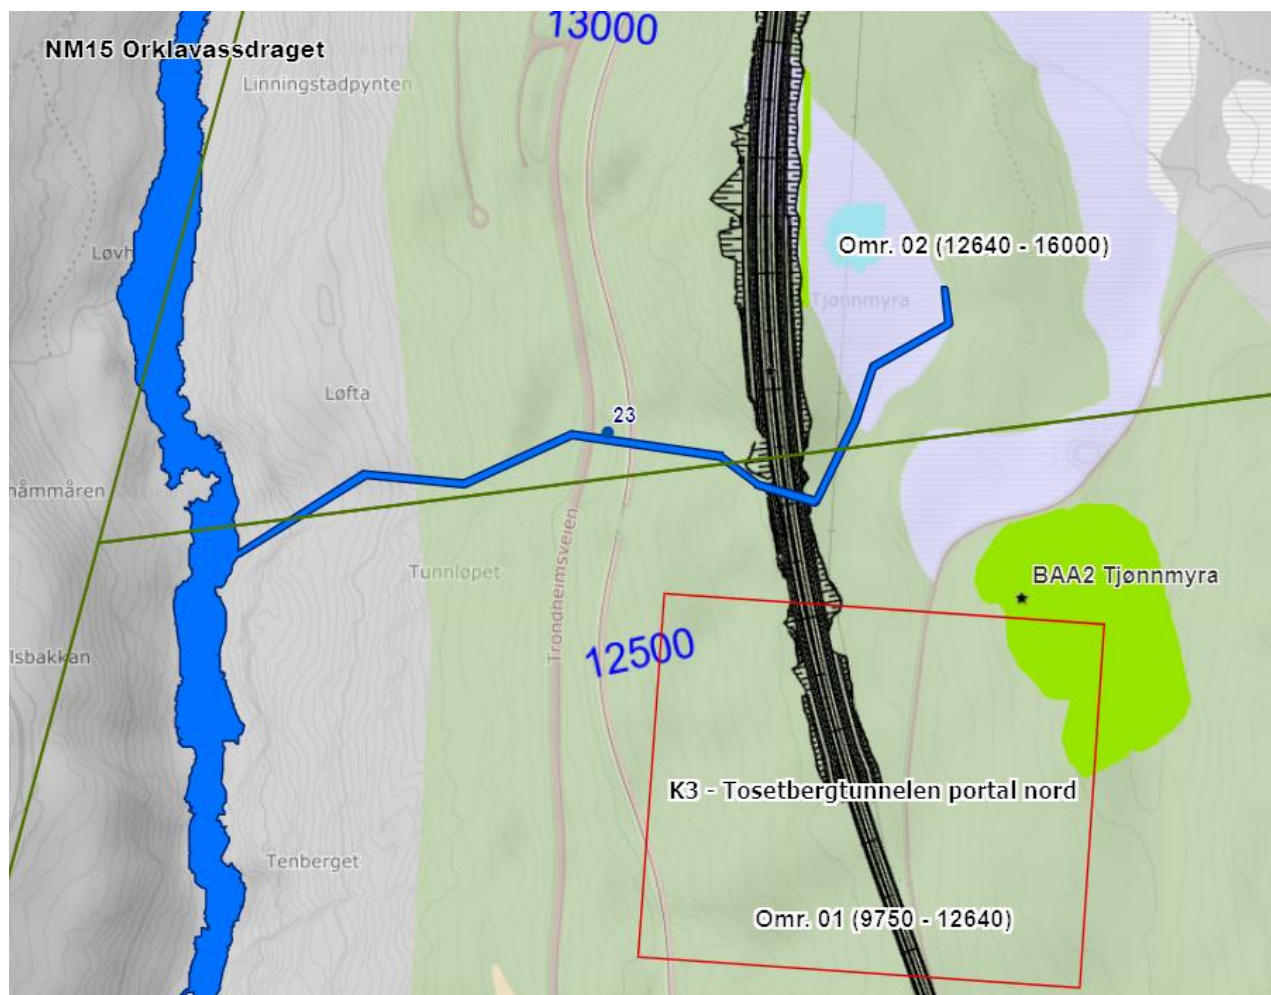 13000
NM15 Orklavassdraget
Linningstadpynten
Omr. 02 (12640 - 16000)
Løvh
Tjønnmyra
Løfta
23
håmmåren
Trondheimsveien
Tunnløpet
BAA2 Tjønnmyra
12500
lsbakkan
K3 - Tosetbergtunnelen portal nord
Tenberget
Omr. 01 (9750 - 12640)